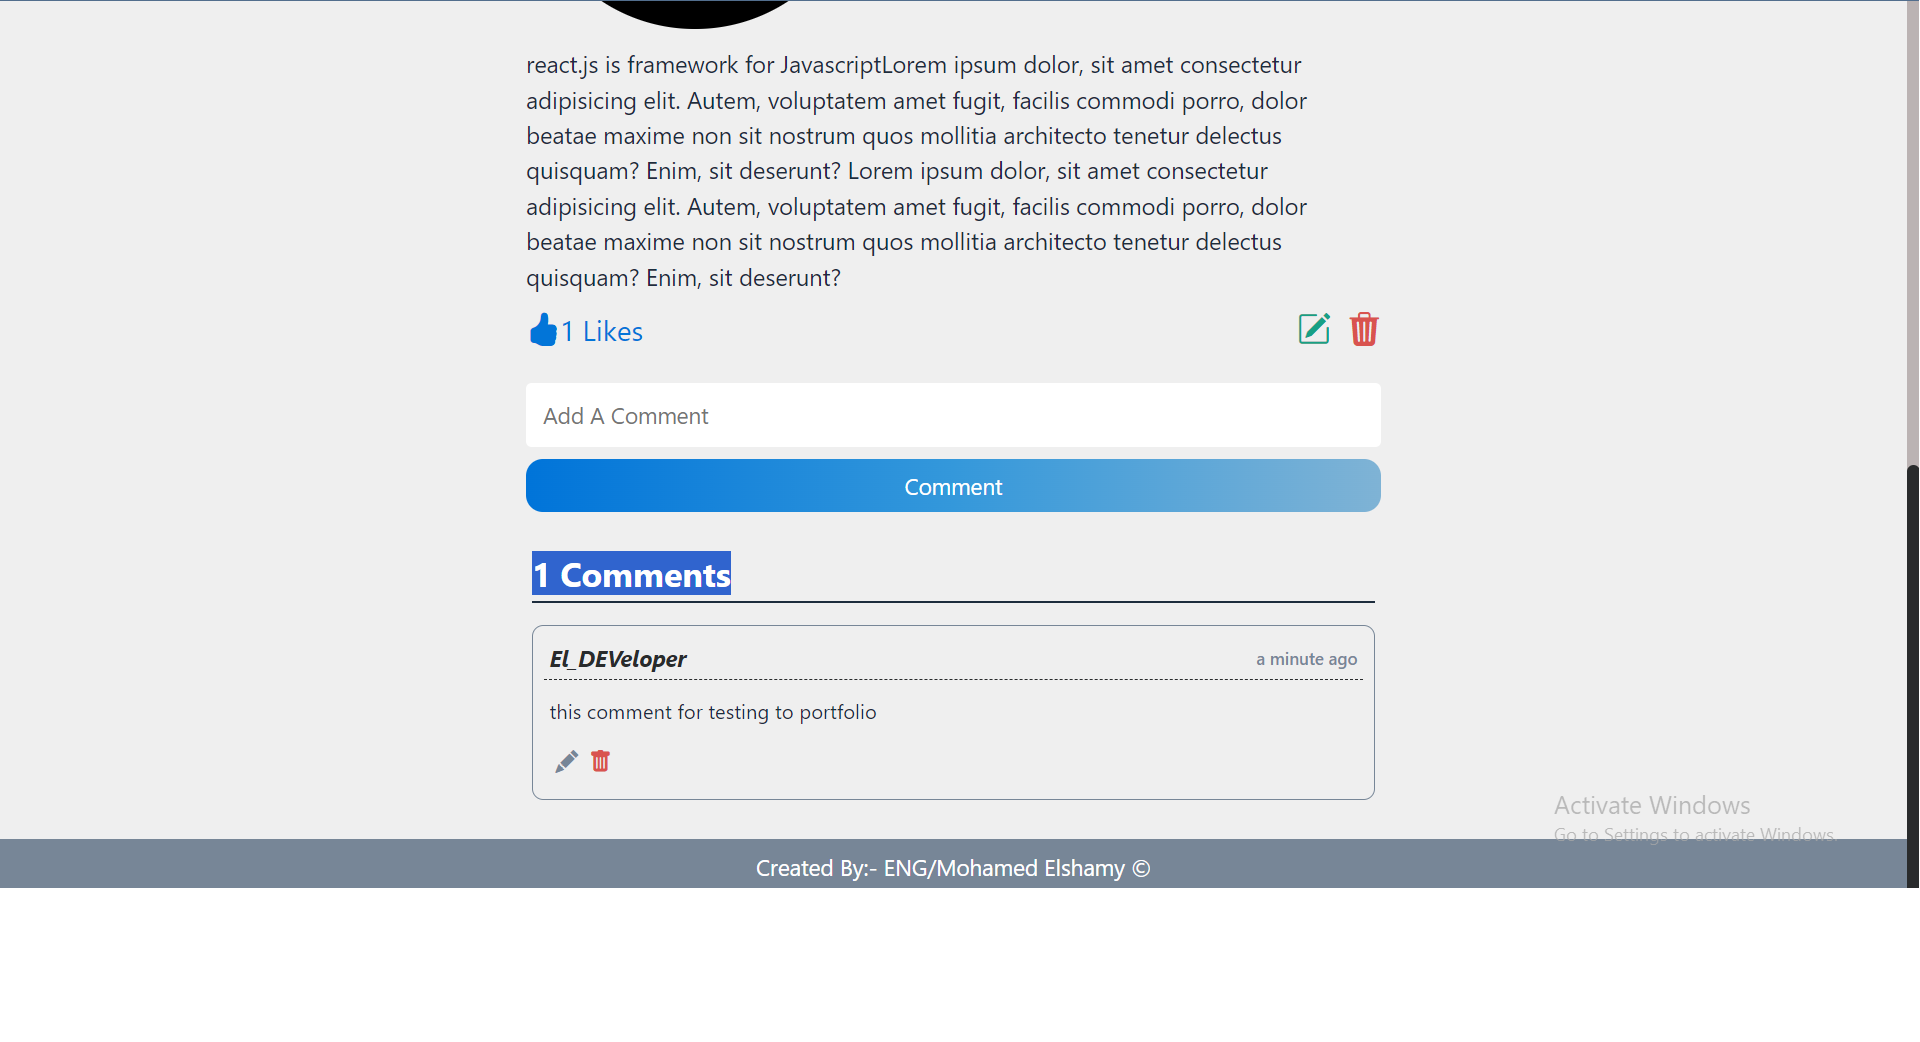 react.js is framework for JavascriptLorem ipsum dolor, sit amet consectetur
adipisicing elit. Autem, voluptatem amet fugit, facilis commodi porro, dolor
beatae maxime non sit nostrum quos mollitia architecto tenetur delectus
quisquam? Enim, sit deserunt? Lorem ipsum dolor, sit amet consectetur
adipisicing elit. Autem, voluptatem amet fugit, facilis commodi porro, dolor
beatae maxime non sit nostrum quos mollitia architecto tenetur delectus
quisquam? Enim, sit deserunt?
1 Likes
Add A Comment
Comment
1 Comments
El_DEVeloper
a minute ago
this comment for testing to portfolio
Activate Windows
Go to Settings to activate Windows.
Created By:- ENG/Mohamed Elshamy ©